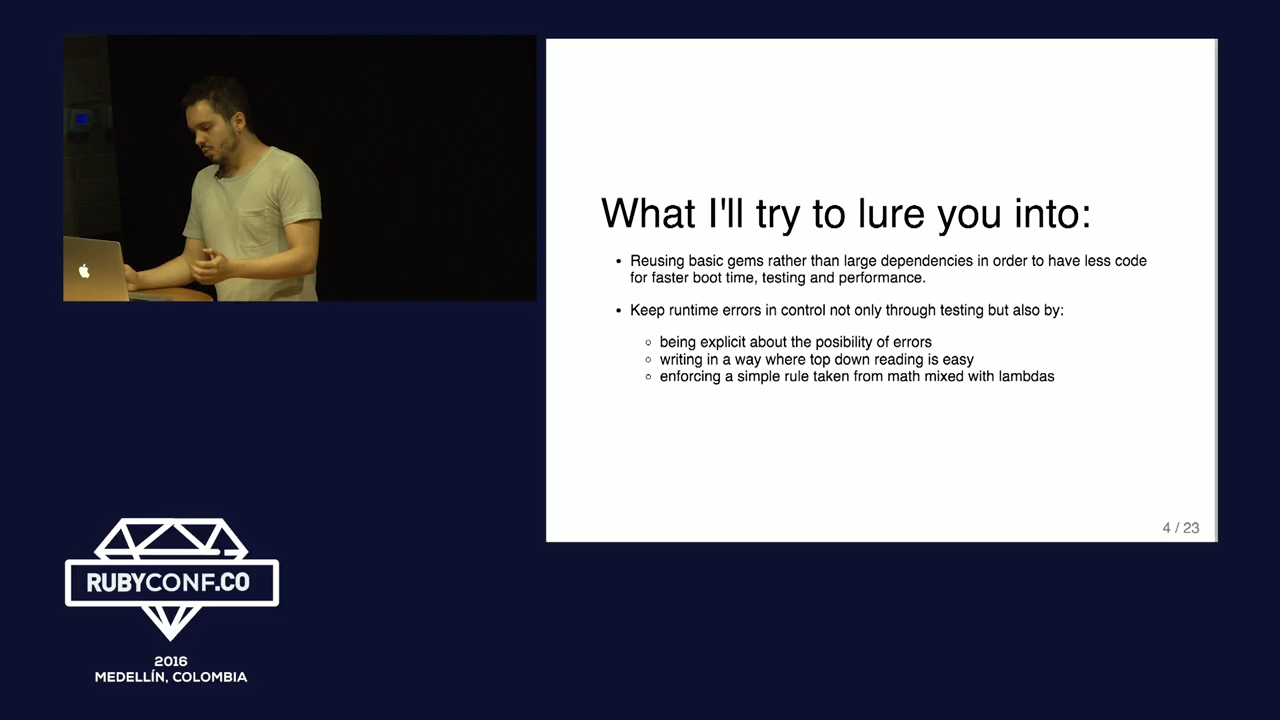 What I'll try to lure you into:
• Reusing basic gems rather than large dependencies in order to have less code
for faster boot time, testing and performance.
• Keep runtime errors in control not only through testing but also by:
○ being explicit about the posibility of errors
○ writing in a way where top down reading is easy
○ enforcing a simple rule taken from math mixed with lambdas
4 / 23
RUBYCONF.CO
2016
MEDELLÍN, COLOMBIA